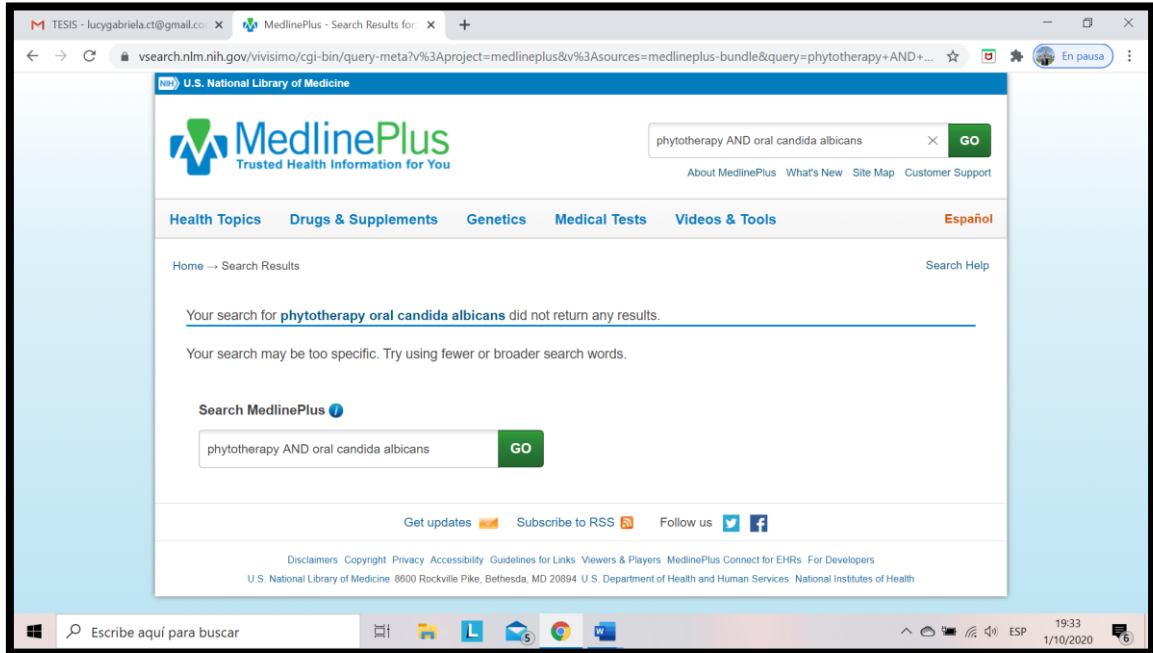 TESIS - lucygabriela.ct@gmail.co
MedlinePlus - Search Results for:
vsearch.nlm.nih.gov/vivisimo/cgi-bin/query-meta?v%3Aproject=medlineplus&v%3Asources=medlineplus-bundle&query=phytotherapy+AND+...
En pausa
NIH U.S. National Library of Medicine
MedlinePlus
Trusted Health Information for You
phytotherapy AND oral candida albicans
GO
About MedlinePlus What's New Site Map Customer Support
Health Topics Drugs & Supplements Genetics Medical Tests Videos & Tools Español
Home → Search Results Search Help
Your search for phytotherapy oral candida albicans did not return any results.
Your search may be too specific. Try using fewer or broader search words.
Search MedlinePlus
phytotherapy AND oral candida albicans GO
Get updates Subscribe to RSS Follow us
Disclaimers Copyright Privacy Accessibility Guidelines for Links Viewers & Players MedlinePlus Connect for EHRs For Developers
U.S. National Library of Medicine 8600 Rockville Pike, Bethesda, MD 20894 U.S. Department of Health and Human Services National Institutes of Health
Escribe aquí para buscar
5
ESP
19:33
1/10/2020
6